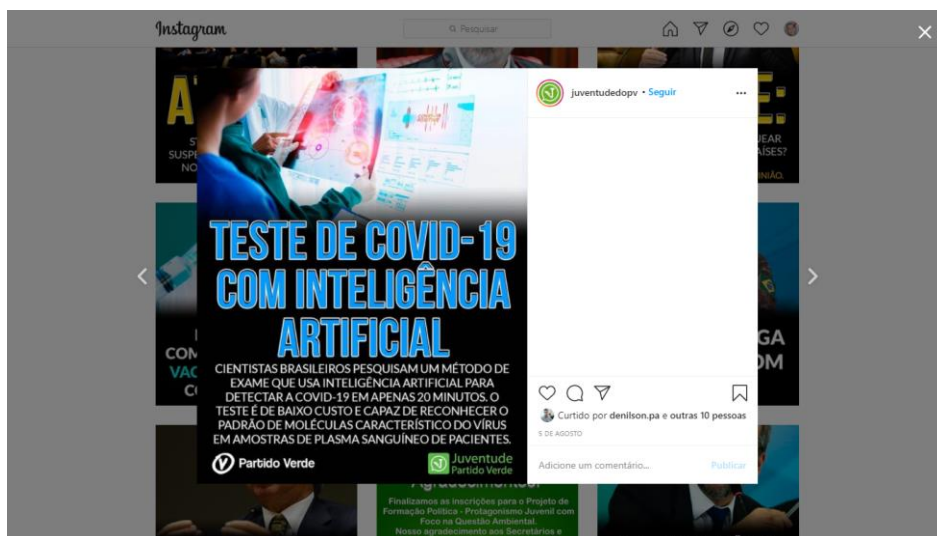 Instagram
Pesquisar
juventudedopv • Seguir
TESTE DE COVID-19
COM INTELIGÊNCIA
ARTIFICIAL
CIENTISTAS BRASILEIROS PESQUISAM UM MÉTODO DE
EXAME QUE USA INTELIGÊNCIA ARTIFICIAL PARA
DETECTAR A COVID-19 EM APENAS 20 MINUTOS. O
TESTE É DE BAIXO CUSTO E CAPAZ DE RECONHECER O
PADRÃO DE MOLÉCULAS CARACTERÍSTICO DO VÍRUS
EM AMOSTRAS DE PLASMA SANGUÍNEO DE PACIENTES.
Partido Verde
Juventude
Partido Verde
Curtido por denilson.pa e outras 10 pessoas
5 DE AGOSTO
Adicione um comentário...
Publicar
Agradecimentos!
Finalizamos as inscrições para o Projeto de
Formação Política - Protagonismo Juvenil com
Foco na Questão Ambiental.
Nosso agradecimento aos Secretários e